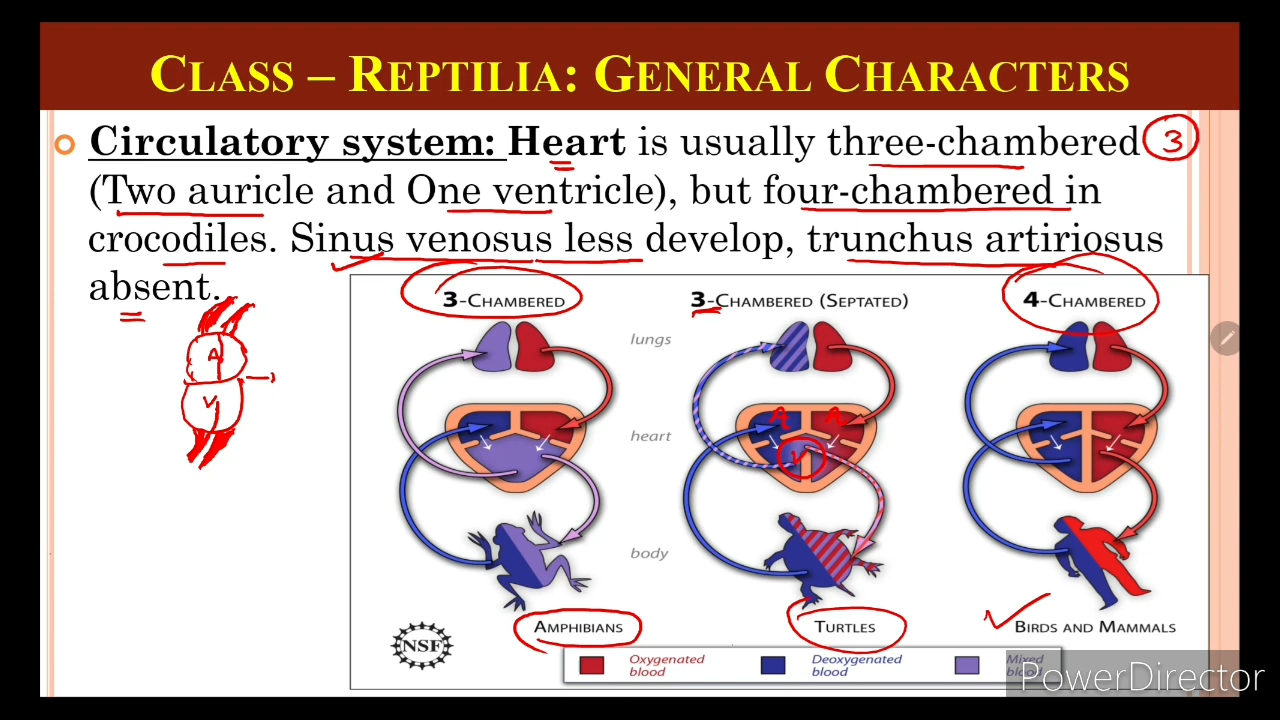 CLASS – REPTILIA: GENERAL CHARACTERS
Circulatory system: Heart is usually three-chambered 3
(Two auricle and One ventricle), but four-chambered in
crocodiles. Sinus venosus less develop, trunchus artiriosus
absent.
3-CHAMBERED
3-CHAMBERED (SEPTATED)
4-CHAMBERED
lungs
A
V
A A
heart
V
body
AMPHIBIANS
TURTLES
BIRDS AND MAMMALS
NSF
Oxygenated blood
Deoxygenated blood
Mixed blood
PowerDirector